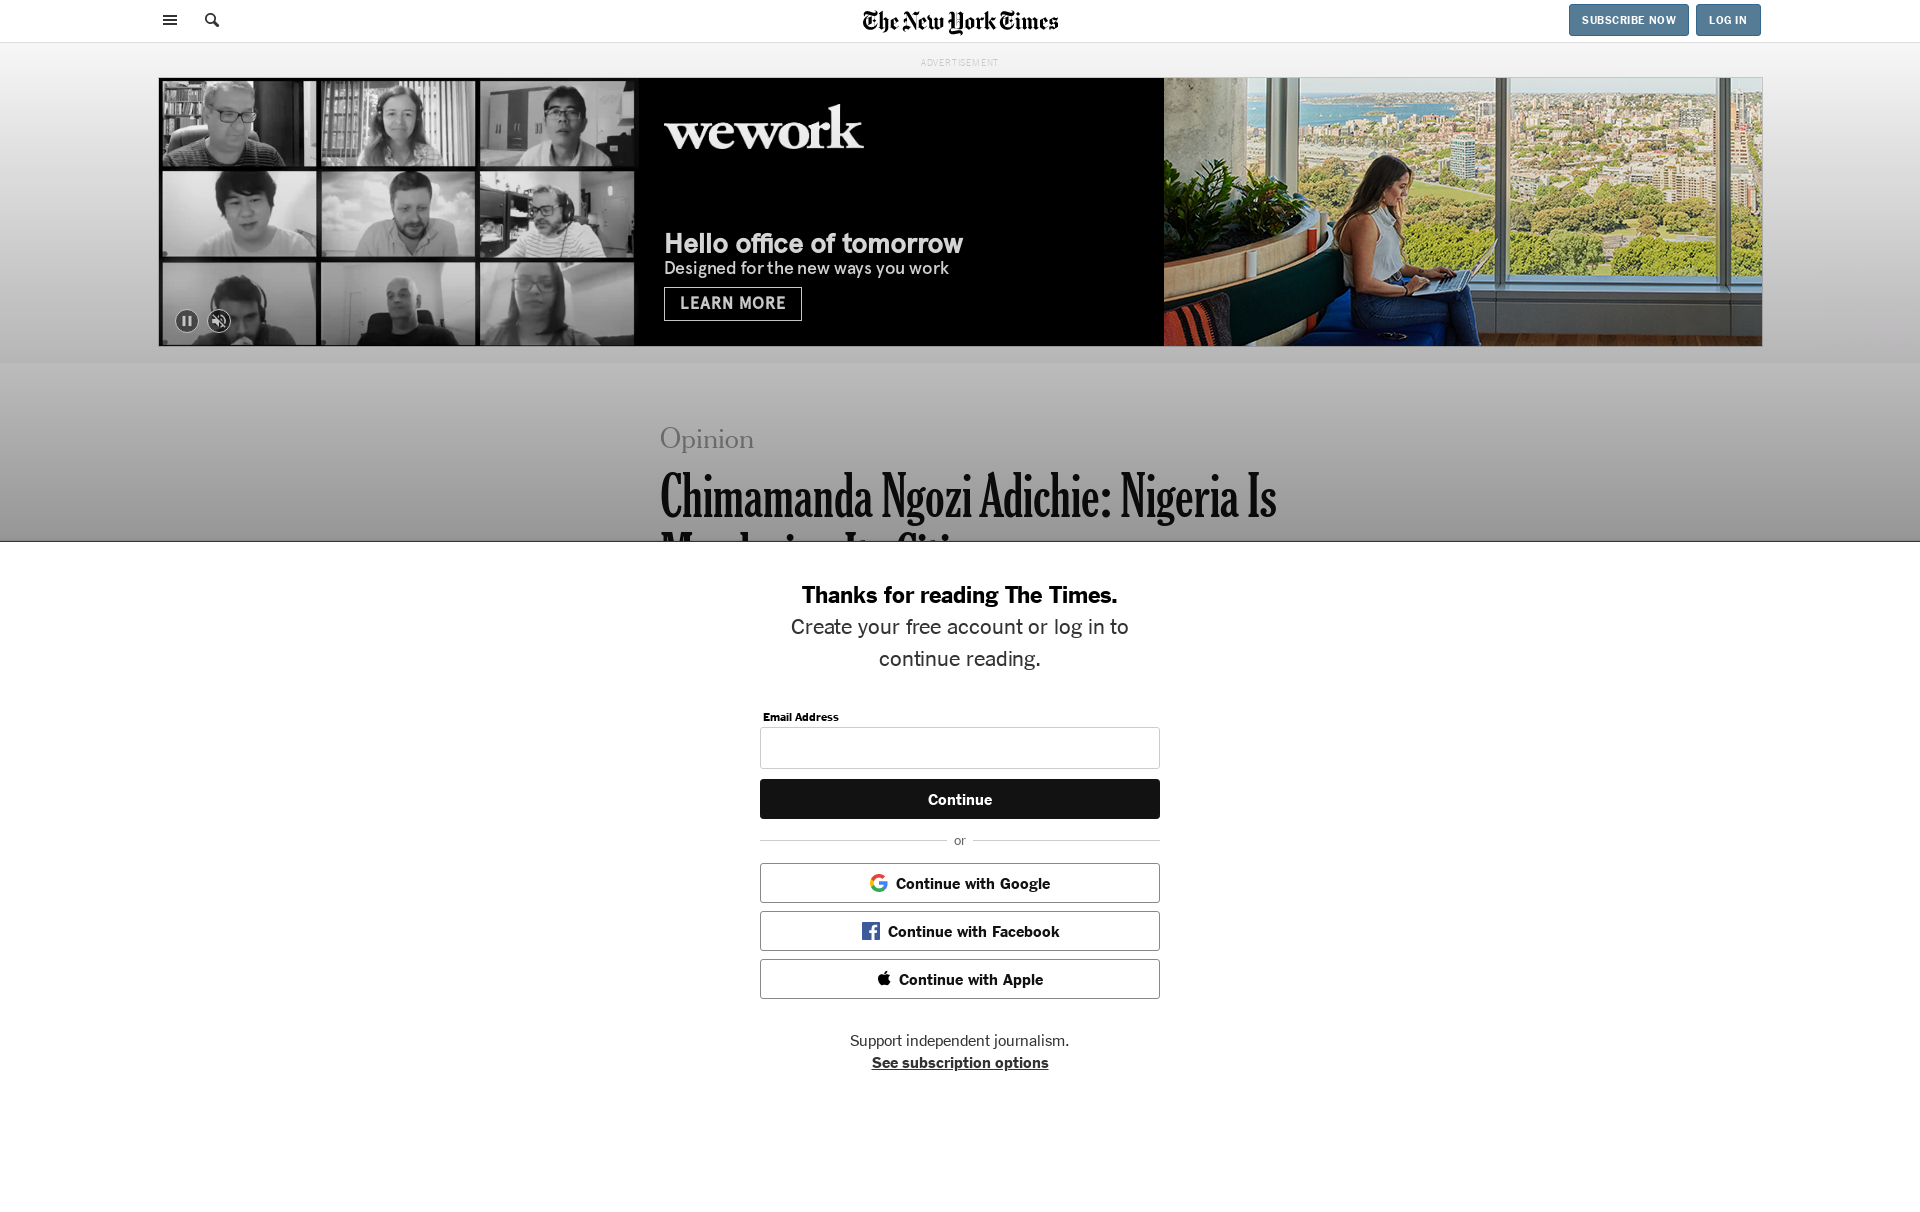 The New York Times
SUBSCRIBE NOW
LOG IN
ADVERTISEMENT
wework
Hello office of tomorrow
Designed for the new ways you work
LEARN MORE
Opinion
Chimamanda Ngozi Adichie: Nigeria Is
Thanks for reading The Times.
Create your free account or log in to
continue reading.
Email Address
Continue
or
Continue with Google
Continue with Facebook
Continue with Apple
Support independent journalism.
See subscription options